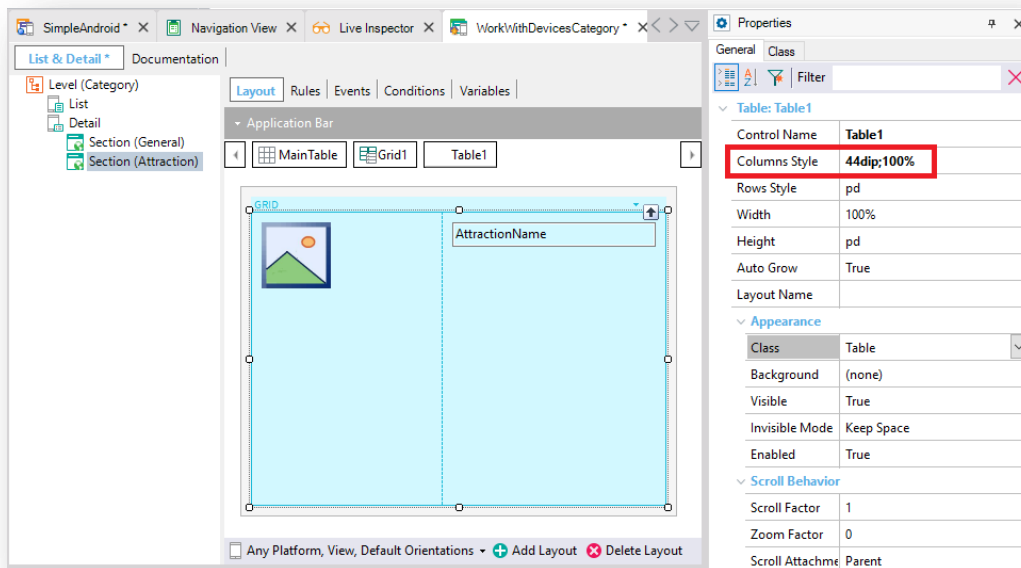 SimpleAndroid * X Navigation View X Live Inspector X WorkWithDevicesCategory * X
List & Detail * Documentation
Level (Category)
List
Detail
Section (General)
Section (Attraction)
Layout Rules Events Conditions Variables
Application Bar
MainTable Grid1 Table1
GRID
AttractionName
Any Platform, View, Default Orientations Add Layout Delete Layout
Properties
General Class
Filter
Table: Table1
Control Name Table1
Columns Style 44dip;100%
Rows Style pd
Width 100%
Height pd
Auto Grow True
Layout Name
Appearance
Class Table
Background (none)
Visible True
Invisible Mode Keep Space
Enabled True
Scroll Behavior
Scroll Factor 1
Zoom Factor 0
Scroll Attachme Parent